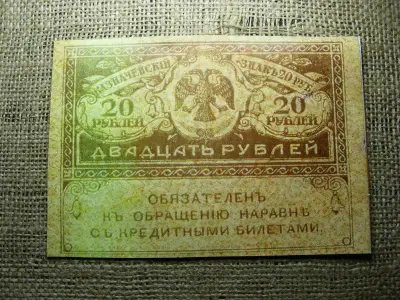 КАЗНАЧЕЙСКІЙ ЗНАКЪ 20 РУБ.
20 РУБЛЕЙ
20 РУБЛЕЙ
ДВАДЦАТЬ РУБЛЕЙ
ОБЯЗАТЕЛЕНЪ
КЪ ОБРАЩЕНІЮ НАРАВНѢ
СЪ КРЕДИТНЫМИ БИЛЕТАМИ.